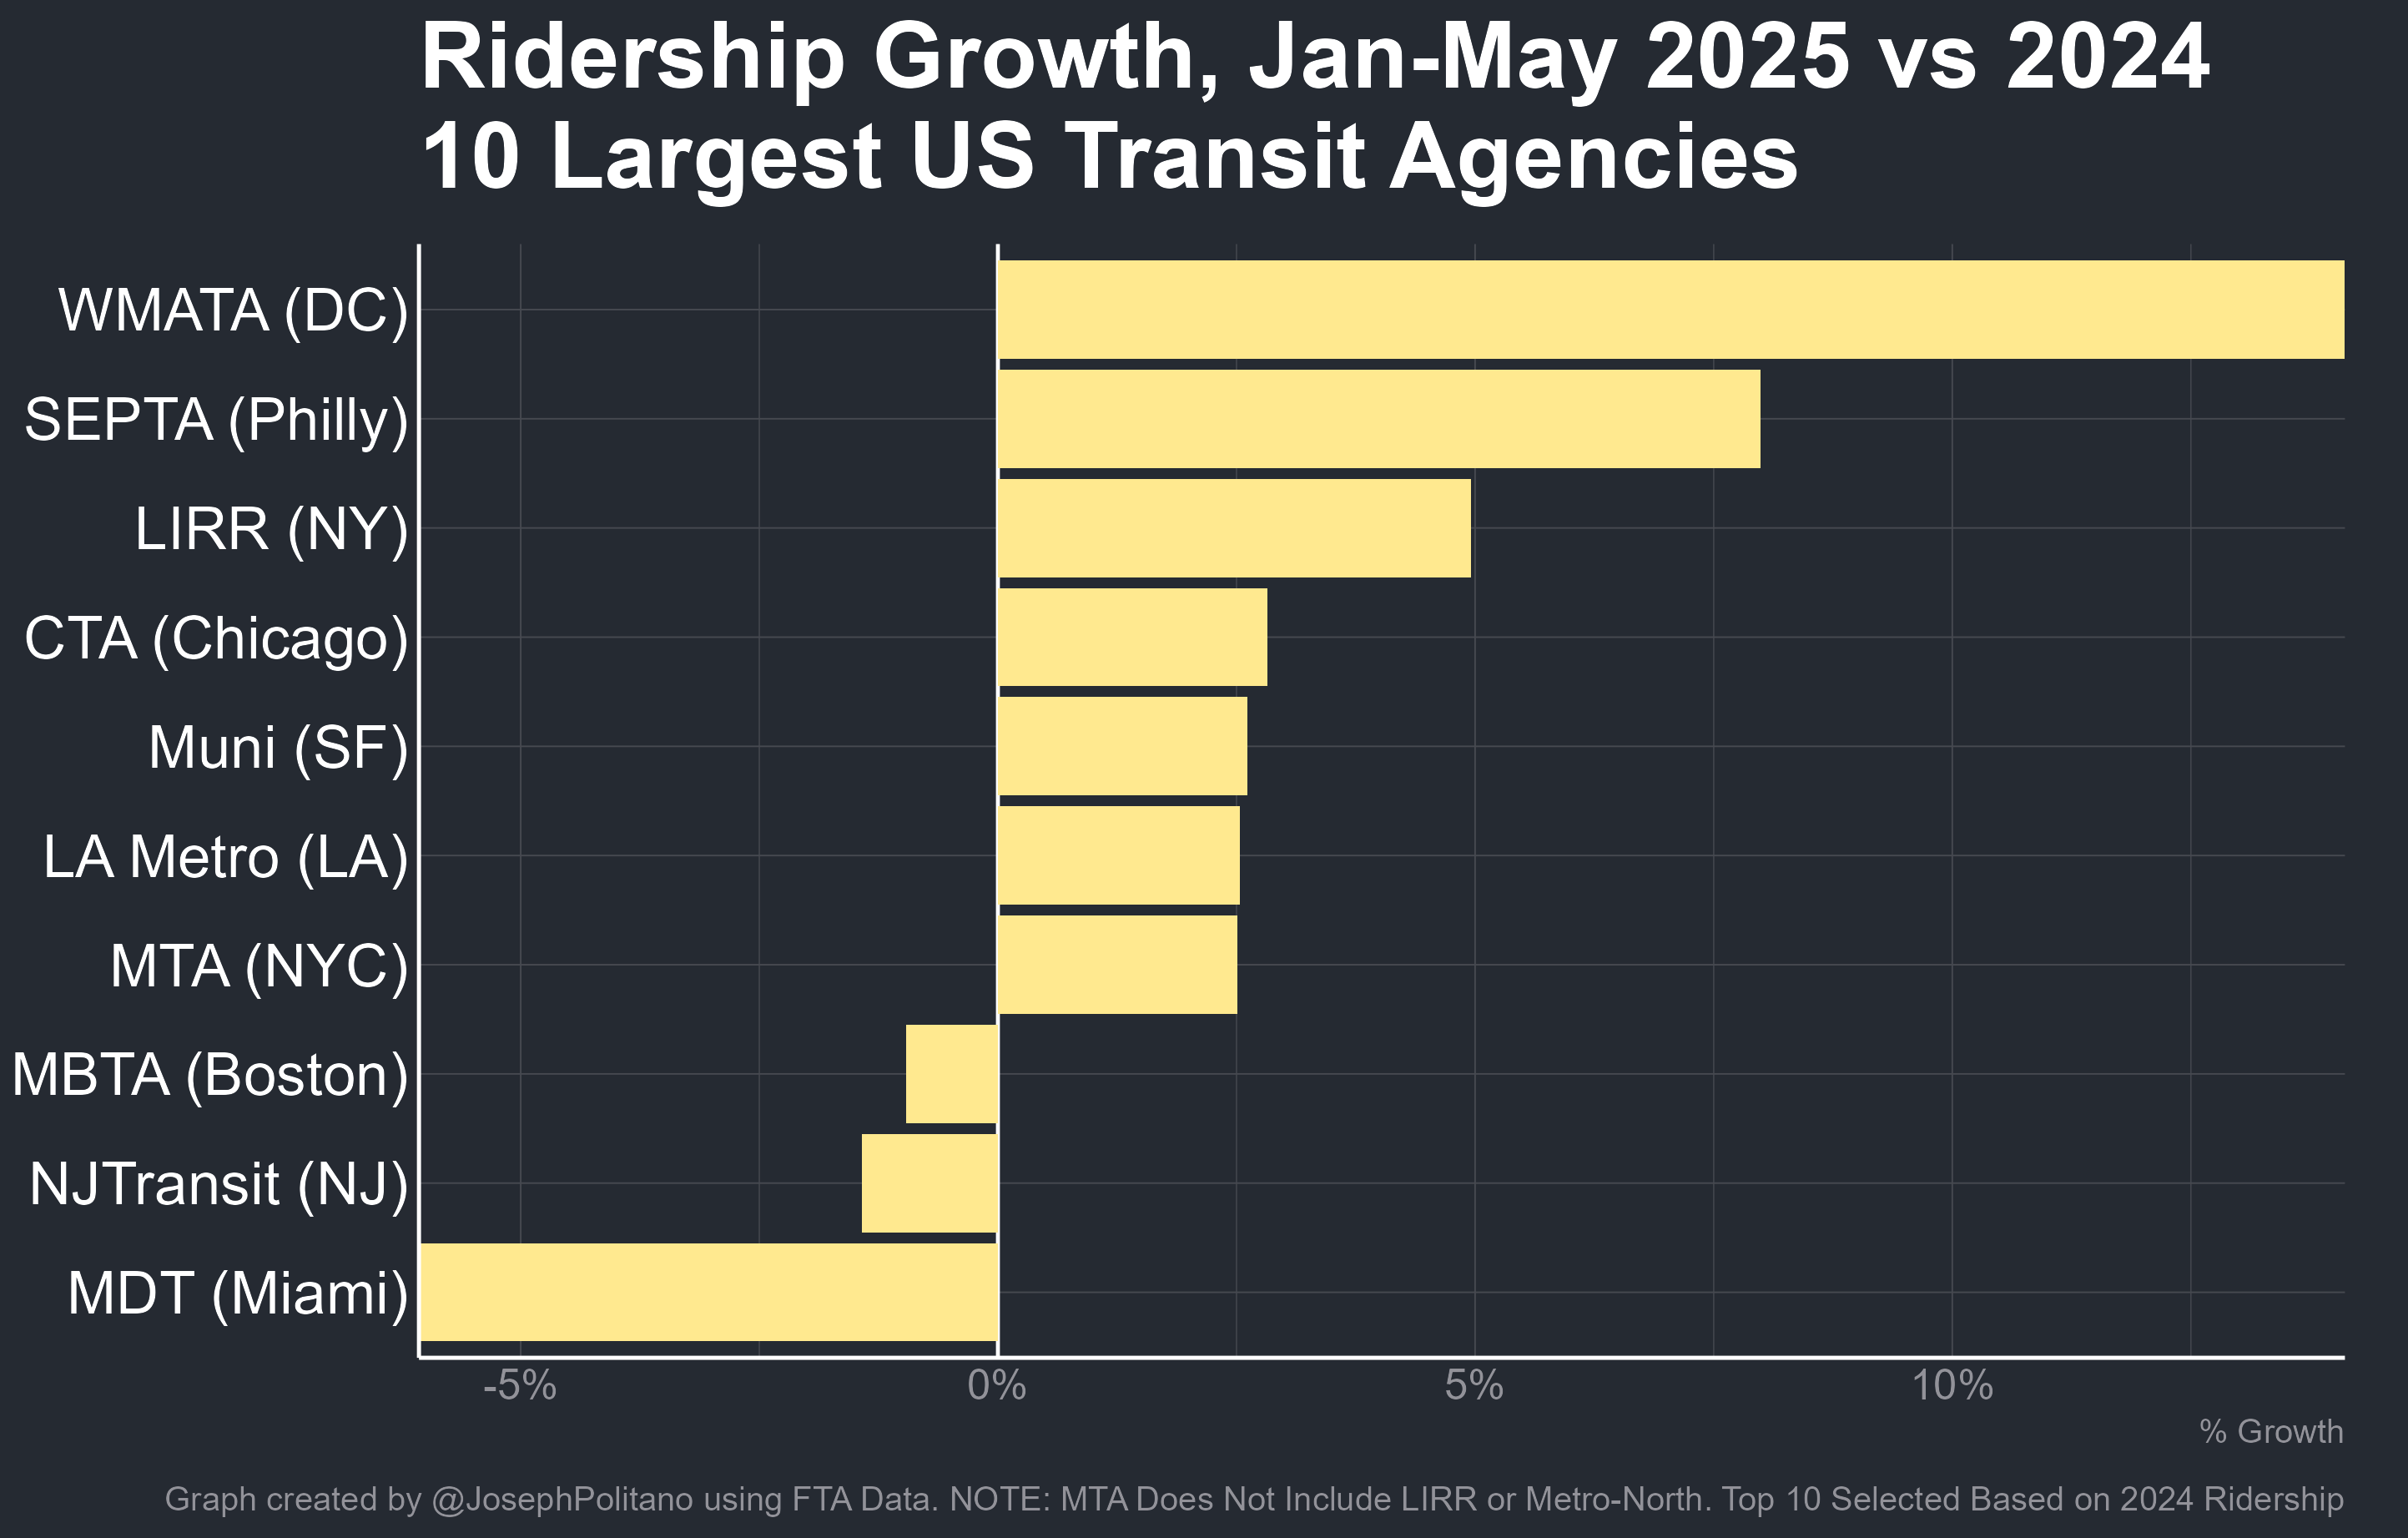 Ridership Growth, Jan-May 2025 vs 2024
10 Largest US Transit Agencies
WMATA (DC)
SEPTA (Philly)
LIRR (NY)
CTA (Chicago)
Muni (SF)
LA Metro (LA)
MTA (NYC)
MBTA (Boston)
NJTransit (NJ)
MDT (Miami)
-5% 0% 5% 10%
% Growth
Graph created by @JosephPolitano using FTA Data. NOTE: MTA Does Not Include LIRR or Metro-North. Top 10 Selected Based on 2024 Ridership